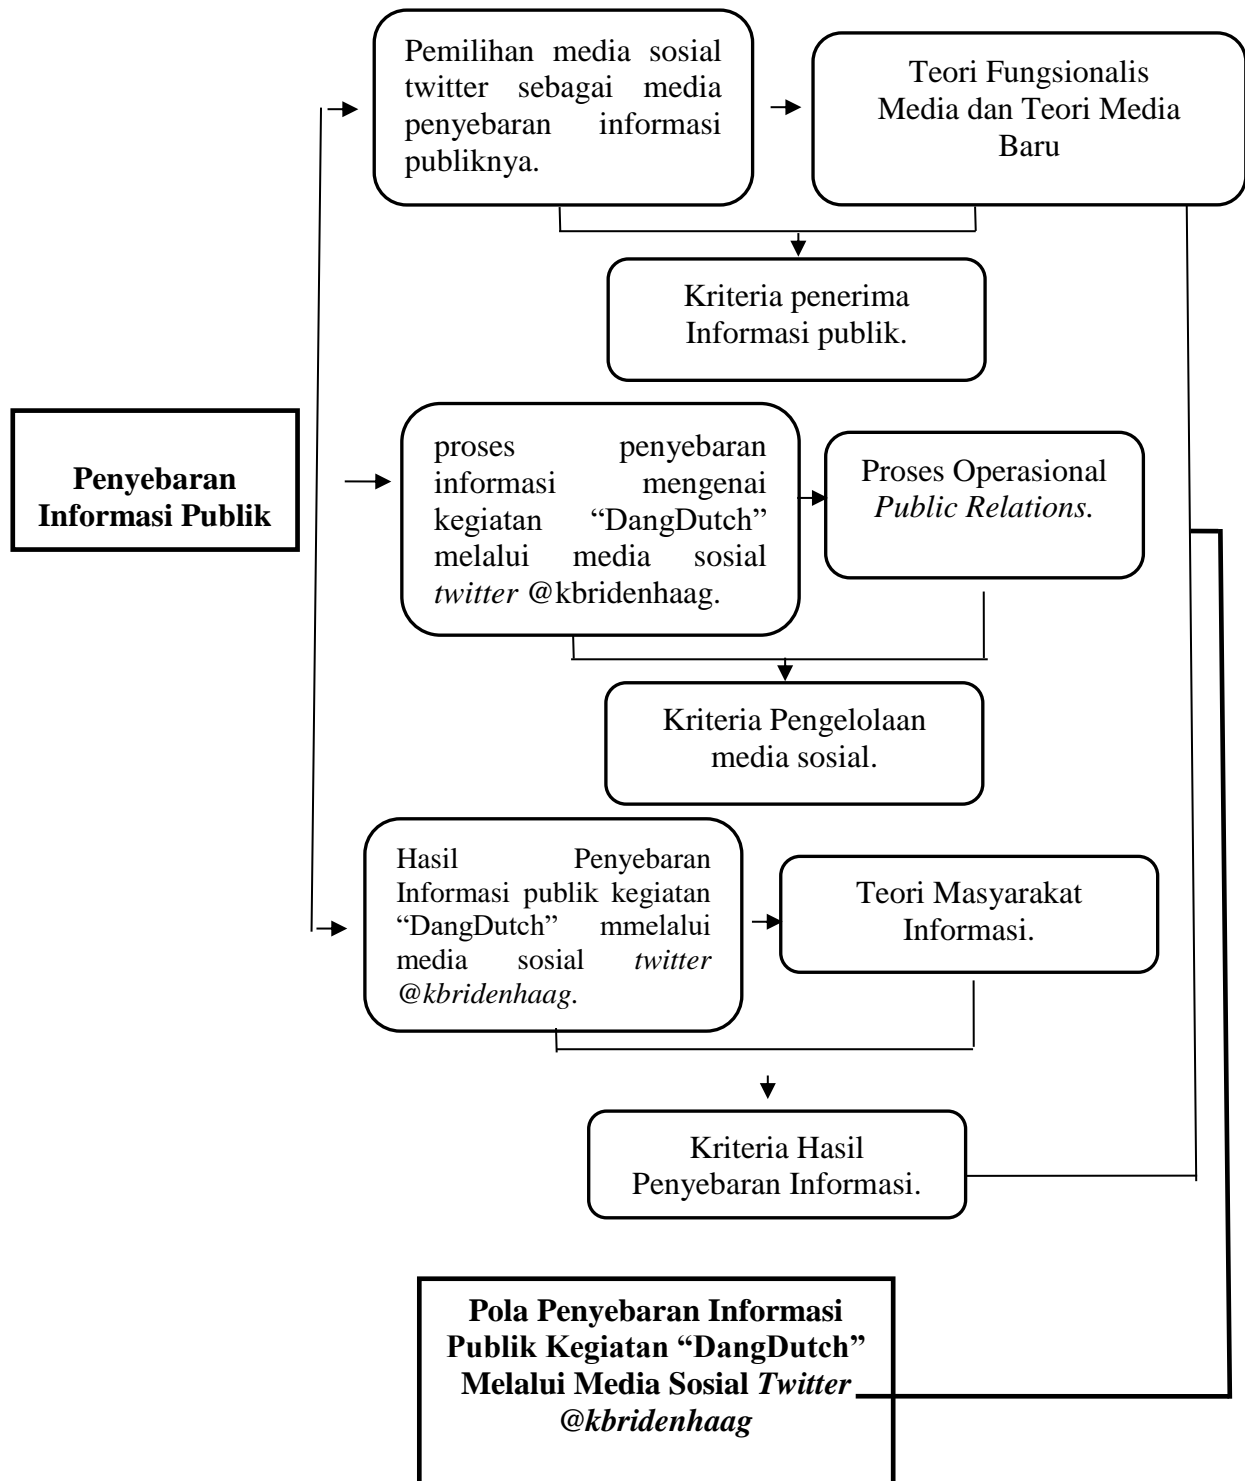 Pemilihan media sosial
twitter sebagai media
penyebaran informasi
publiknya.
Teori Fungsionalis
Media dan Teori Media
Baru
Kriteria penerima
Informasi publik.
Penyebaran
Informasi Publik
proses penyebaran
informasi mengenai
kegiatan “DangDutch”
melalui media sosial
twitter @kbridenhaag.
Proses Operasional
Public Relations.
Kriteria Pengelolaan
media sosial.
Hasil Penyebaran
Informasi publik kegiatan
“DangDutch” mmelalui
media sosial twitter
@kbridenhaag.
Teori Masyarakat
Informasi.
Kriteria Hasil
Penyebaran Informasi.
Pola Penyebaran Informasi
Publik Kegiatan “DangDutch”
Melalui Media Sosial Twitter
@kbridenhaag